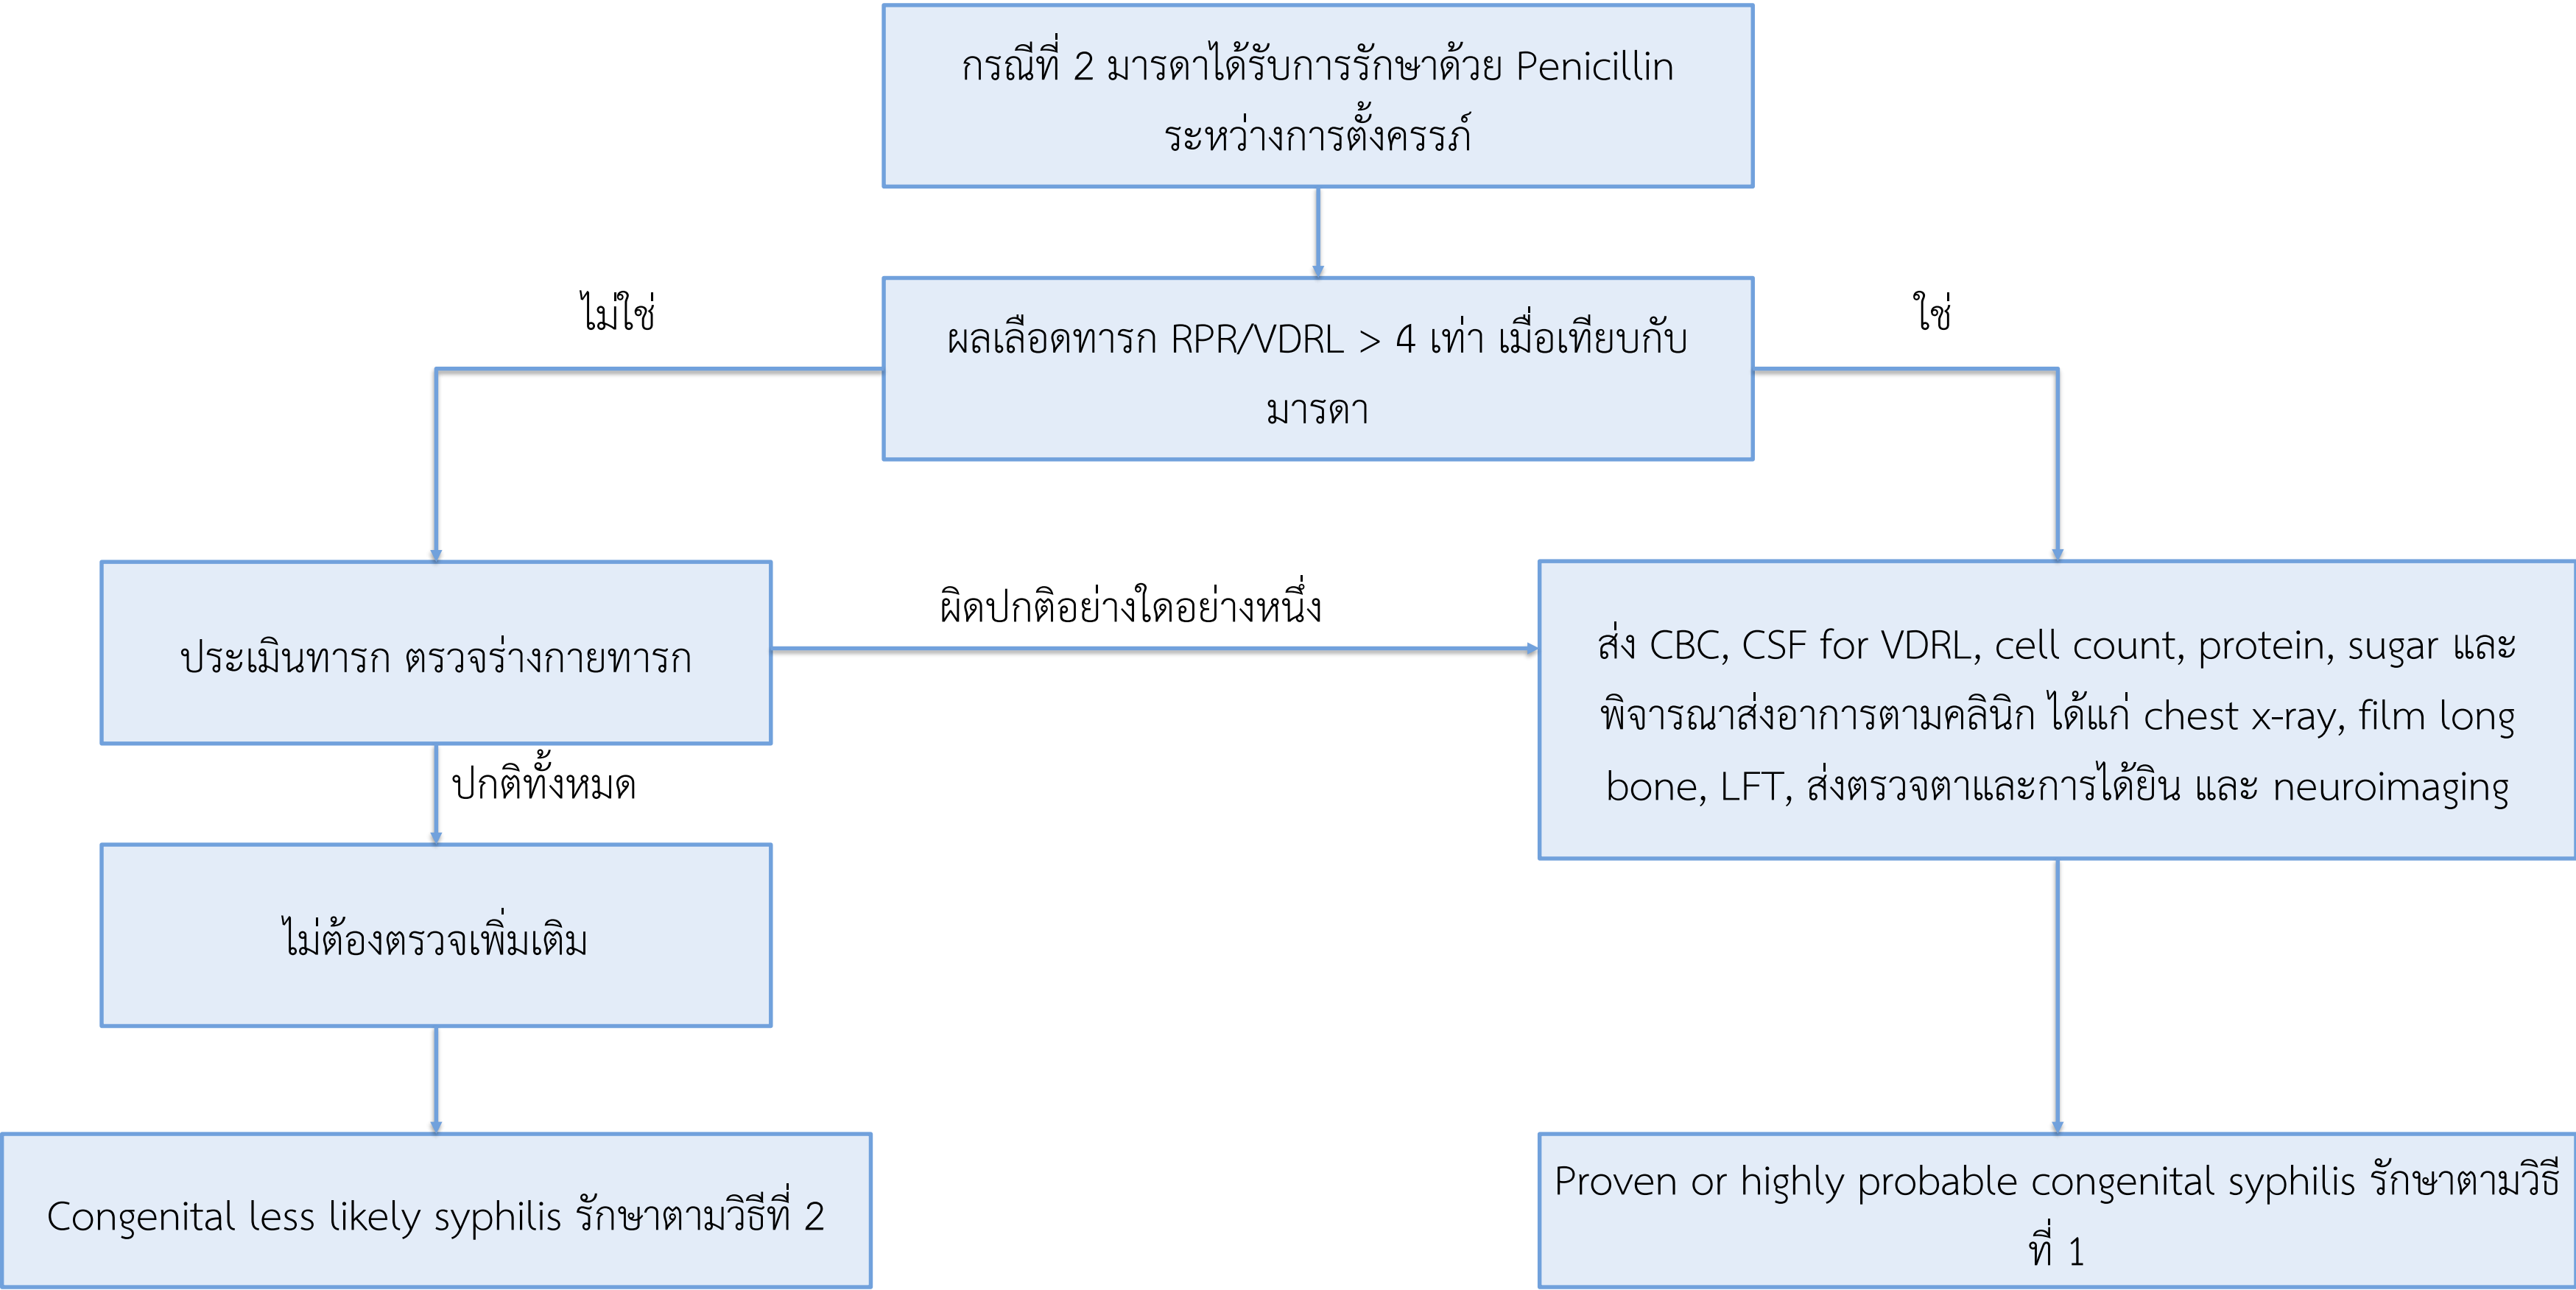 กรณีที่ 2 มารดาได้รับการรักษาด้วย Penicillin
ระหว่างการตั้งครรภ์
ไม่ใช่
ใช่
ผลเลือดทารก RPR/VDRL > 4 เท่า เมื่อเทียบกับ
มารดา
ประเมินทารก ตรวจร่างกายทารก
ผิดปกติอย่างใดอย่างหนึ่ง
ส่ง CBC, CSF for VDRL, cell count, protein, sugar และ
พิจารณาส่งอาการตามคลินิก ได้แก่ chest x-ray, film long
bone, LFT, ส่งตรวจตาและการได้ยิน และ neuroimaging
ปกติทั้งหมด
ไม่ต้องตรวจเพิ่มเติม
Congenital less likely syphilis รักษาตามวิธีที่ 2
Proven or highly probable congenital syphilis รักษาตามวิธี
ที่ 1